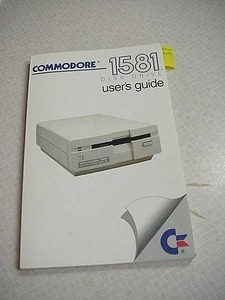 COMMODORE
1581
DISK DRIVE
user's guide